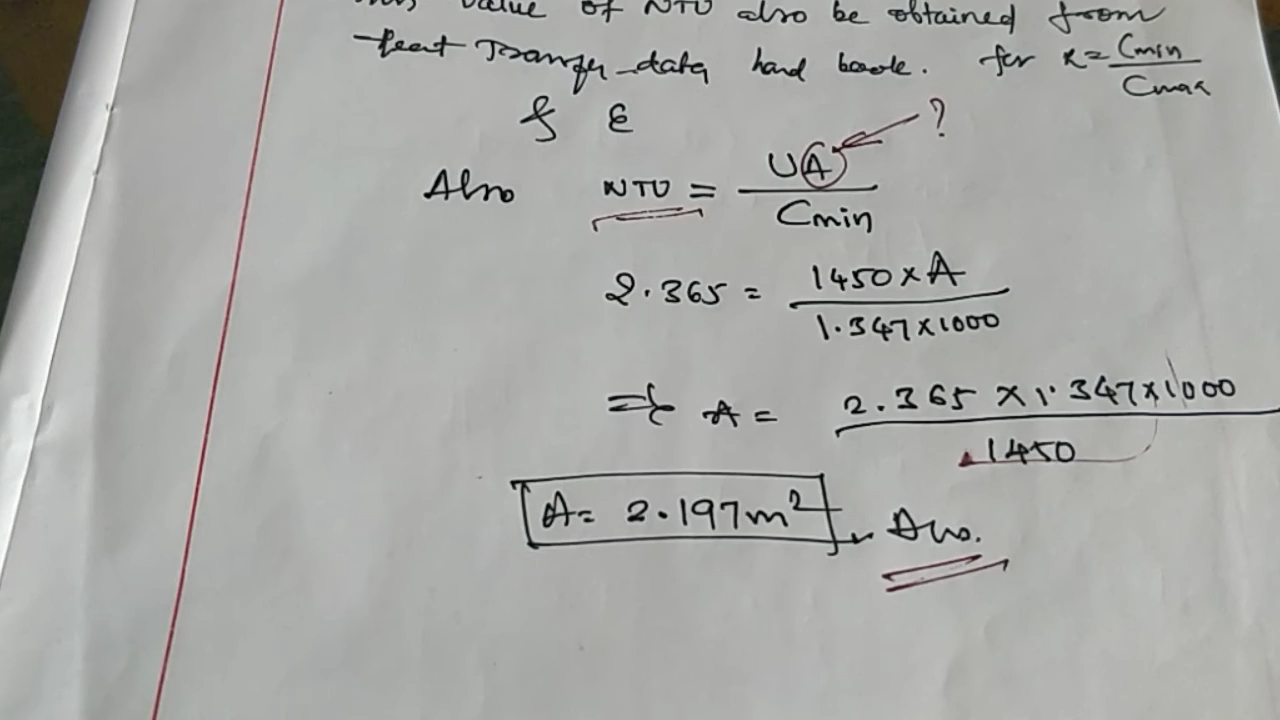 value of NTU also be obtained from
Heat Transfer data hand book. for R = Cmin / Cmax
& ε
Also NTU = UA / Cmin ?
2.365 = 1450 × A / 1.347 × 1000
⇒ A = 2.365 × 1.347 × 1000 / 1450
A = 2.197 m² Ans.